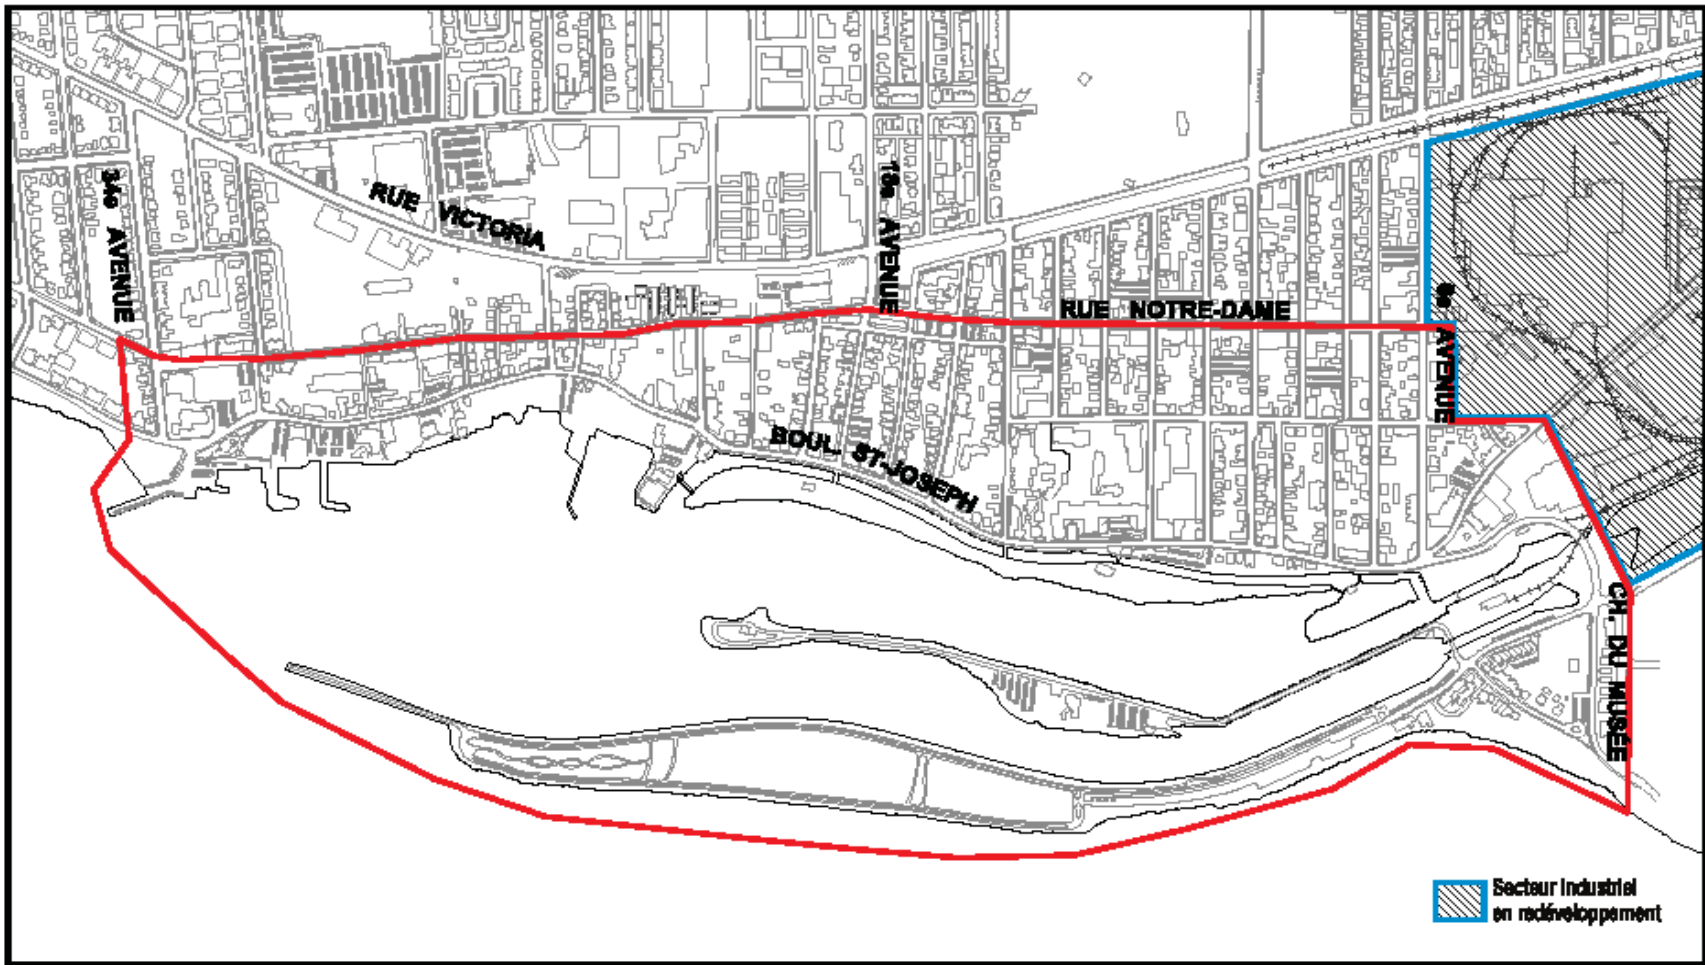 34e AVENUE
RUE VICTORIA
18e AVENUE
RUE NOTRE-DAME
6e AVENUE
BOUL. ST-JOSEPH
CH. DU MUSÉE
Secteur industriel
en redéveloppement